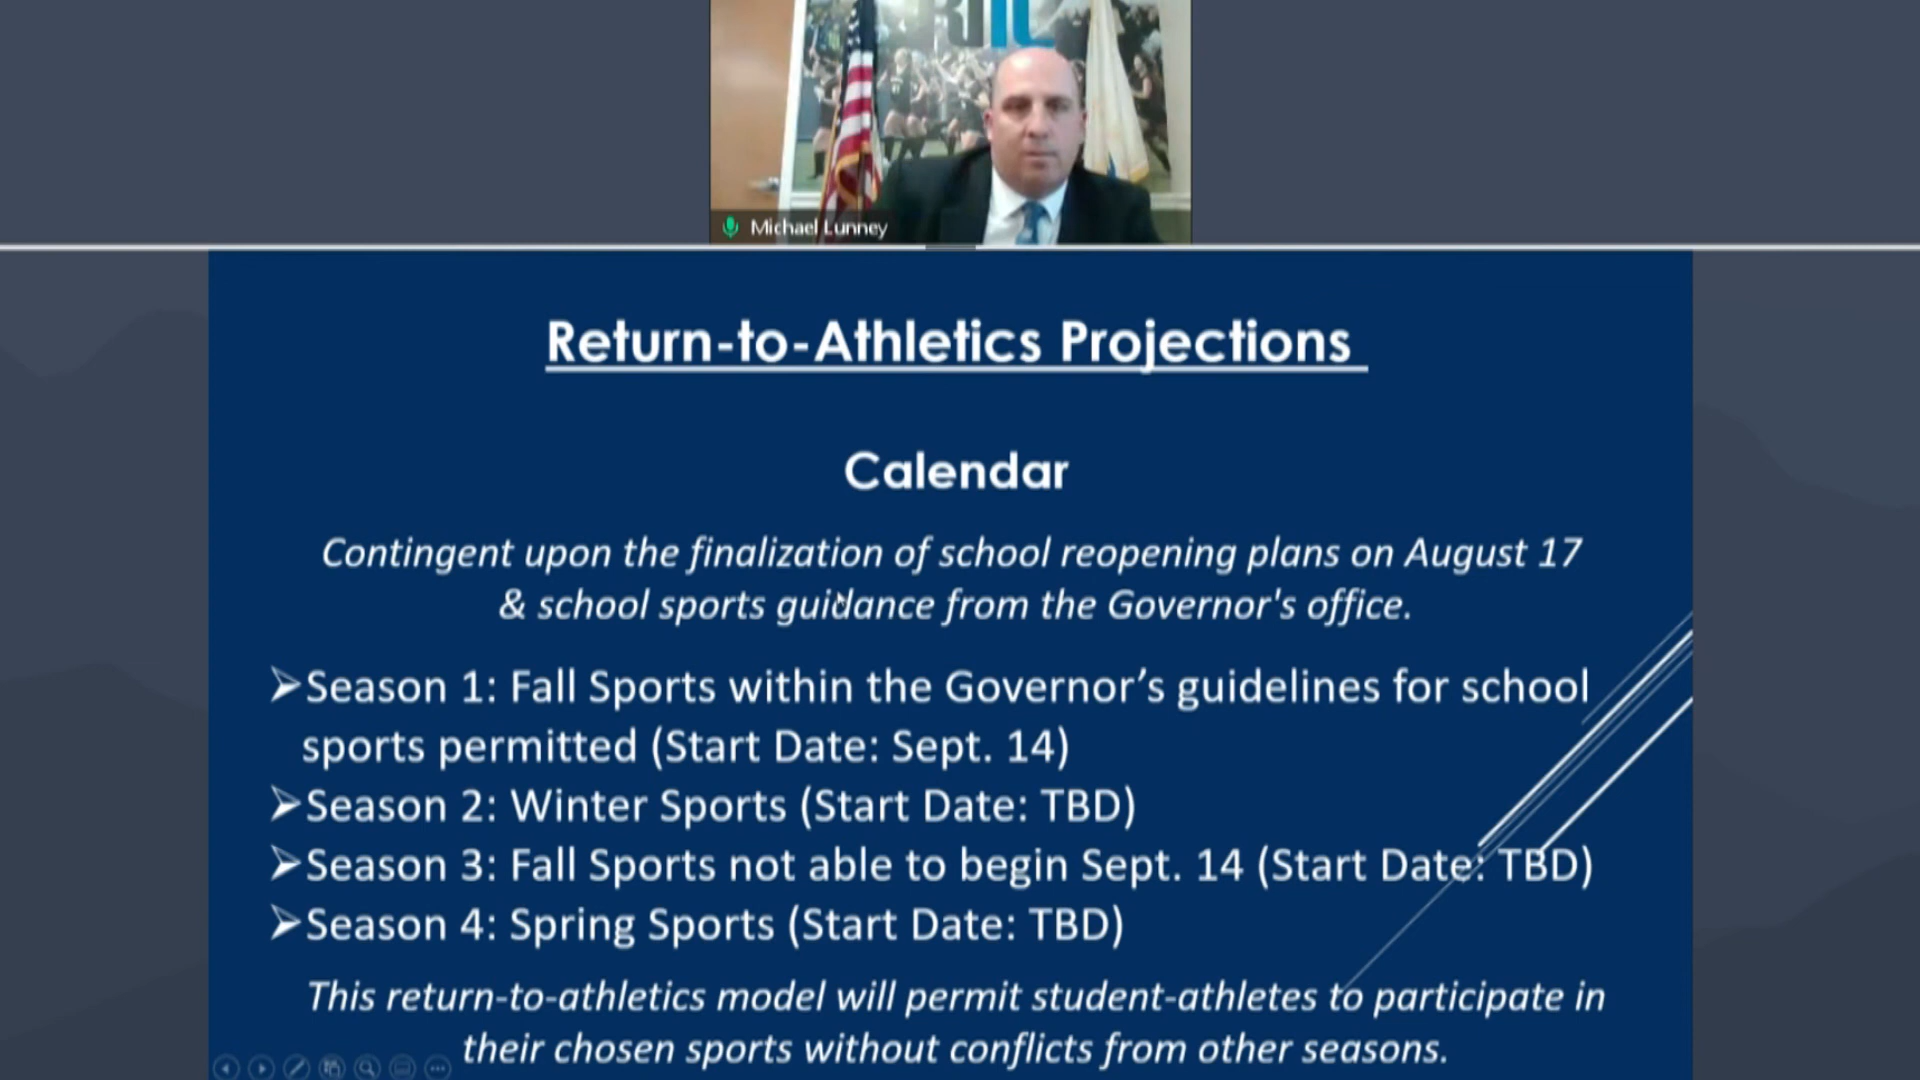 Michael Lunney
Return-to-Athletics Projections
Calendar
Contingent upon the finalization of school reopening plans on August 17
& school sports guidance from the Governor's office.
➢Season 1: Fall Sports within the Governor’s guidelines for school
sports permitted (Start Date: Sept. 14)
➢Season 2: Winter Sports (Start Date: TBD)
➢Season 3: Fall Sports not able to begin Sept. 14 (Start Date: TBD)
➢Season 4: Spring Sports (Start Date: TBD)
This return-to-athletics model will permit student-athletes to participate in
their chosen sports without conflicts from other seasons.